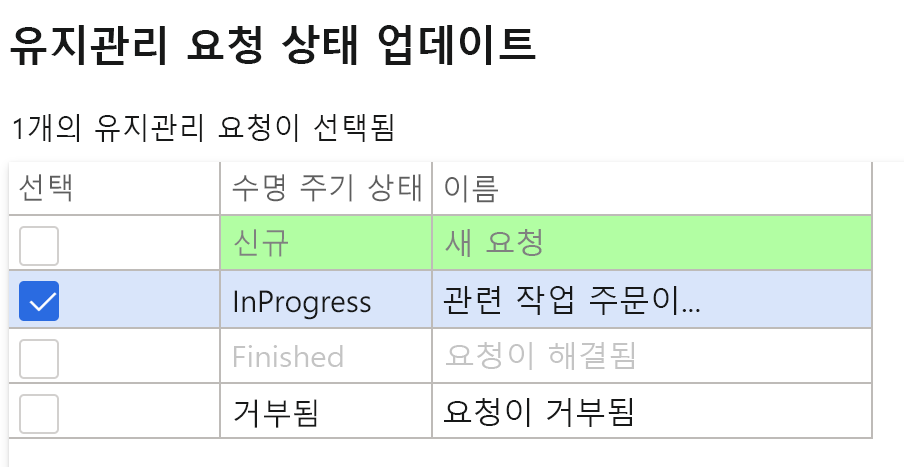 유지관리 요청 상태 업데이트
1개의 유지관리 요청이 선택됨
선택 수명 주기 상태 이름
신규 새 요청
InProgress 관련 작업 주문이...
Finished 요청이 해결됨
거부됨 요청이 거부됨